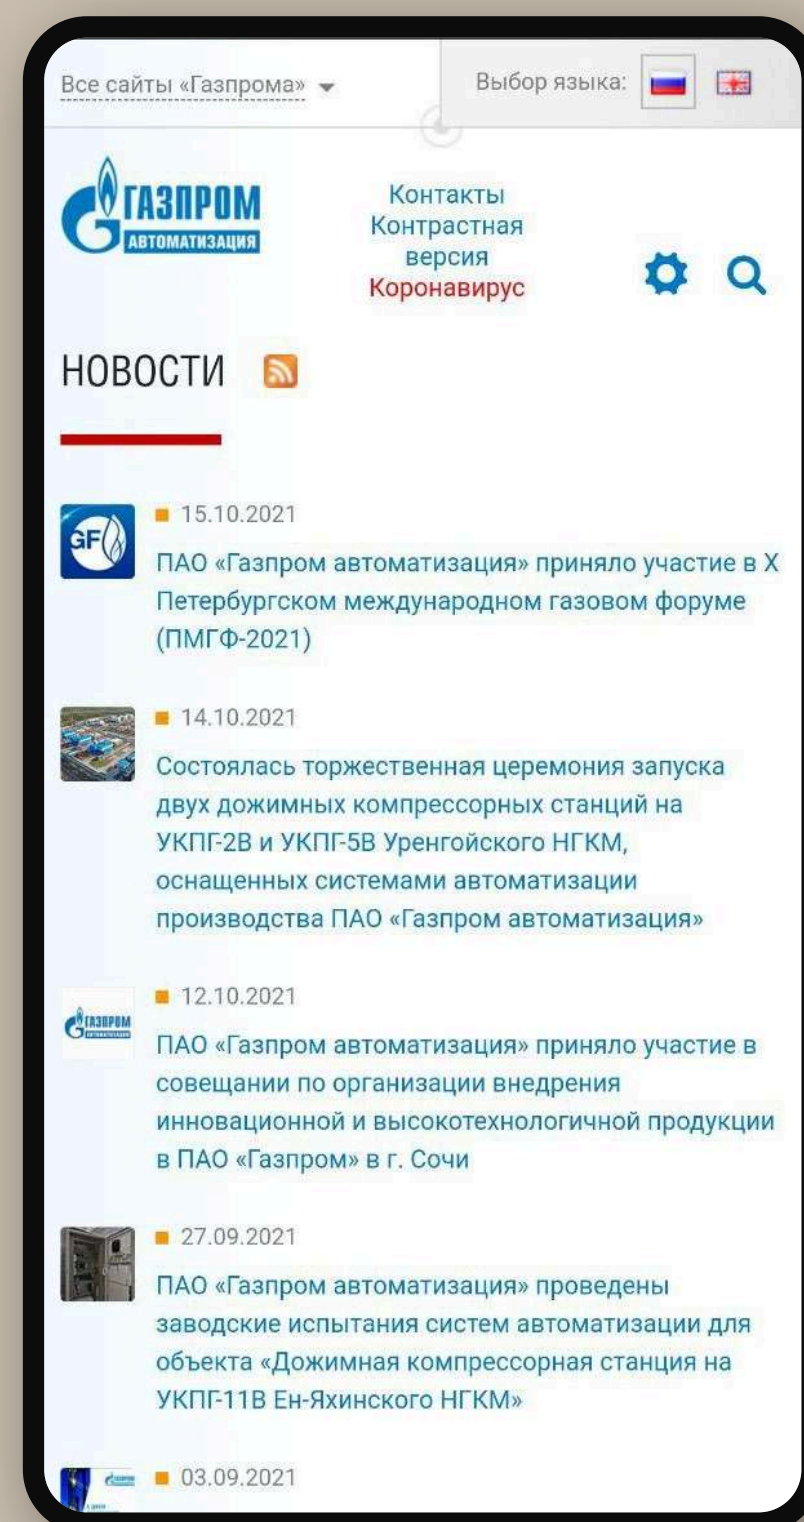 Все сайты «Газпрома»
Выбор языка:
ГАЗПРОМ
АВТОМАТИЗАЦИЯ
Контакты
Контрастная
версия
Коронавирус
НОВОСТИ
GF
15.10.2021
ПАО «Газпром автоматизация» приняло участие в X
Петербургском международном газовом форуме
(ПМГФ-2021)
14.10.2021
Состоялась торжественная церемония запуска
двух дожимных компрессорных станций на
УКПГ-2В и УКПГ-5В Уренгойского НГКМ,
оснащенных системами автоматизации
производства ПАО «Газпром автоматизация»
ГАЗПРОМ
АВТОМАТИЗАЦИЯ
12.10.2021
ПАО «Газпром автоматизация» приняло участие в
совещании по организации внедрения
инновационной и высокотехнологичной продукции
в ПАО «Газпром» в г. Сочи
27.09.2021
ПАО «Газпром автоматизация» проведены
заводские испытания систем автоматизации для
объекта «Дожимная компрессорная станция на
УКПГ-11В Ен-Яхинского НГКМ»
03.09.2021